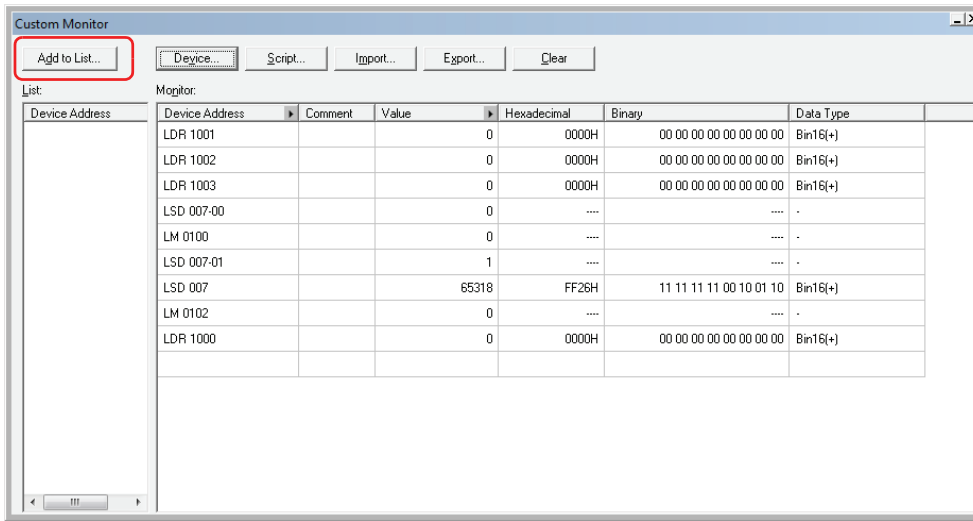 Custom Monitor
Add to List... Device... Script... Import... Export... Clear
List: Monitor:
Device Address Device Address Comment Value Hexadecimal Binary Data Type
LDR 1001 0 0000H 00 00 00 00 00 00 00 00 Bin16(+)
LDR 1002 0 0000H 00 00 00 00 00 00 00 00 Bin16(+)
LDR 1003 0 0000H 00 00 00 00 00 00 00 00 Bin16(+)
LSD 007-00 0 ---- ---- -
LM 0100 0 ---- ---- -
LSD 007-01 1 ---- ---- -
LSD 007 65318 FF26H 11 11 11 11 00 10 01 10 Bin16(+)
LM 0102 0 ---- ---- -
LDR 1000 0 0000H 00 00 00 00 00 00 00 00 Bin16(+)